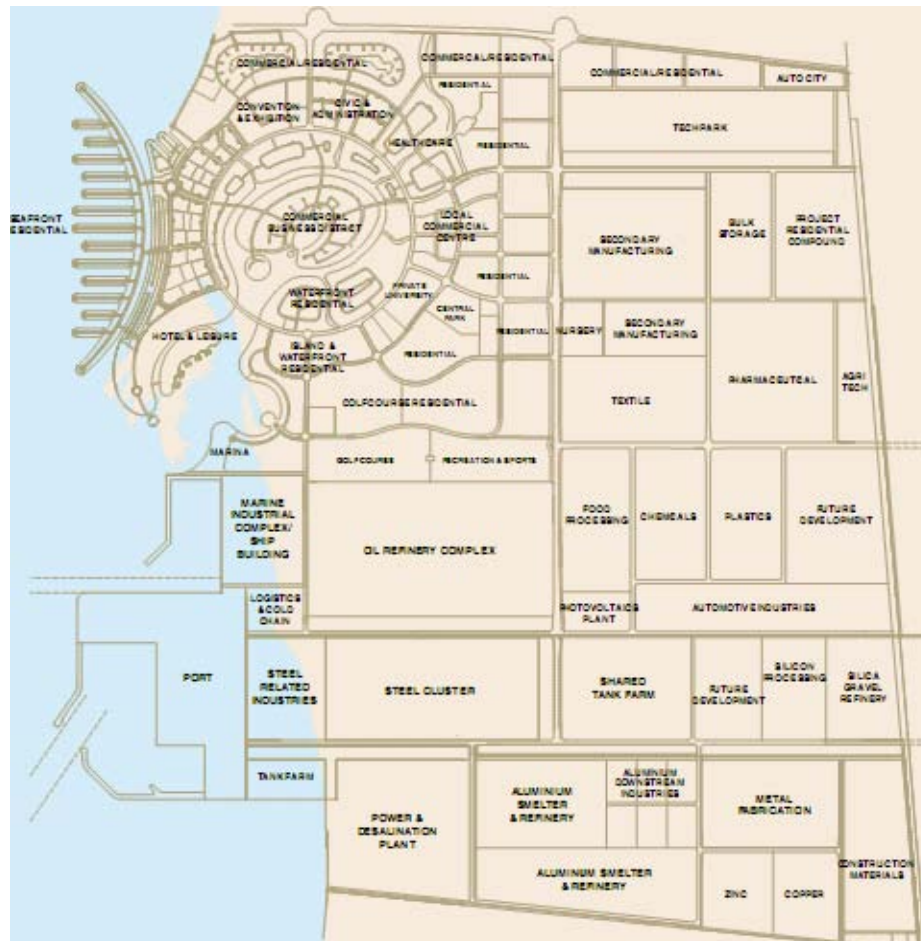 COMMERCIAL/RESIDENTIAL
COMMERCIAL/RESIDENTIAL
COMMERCIAL/RESIDENTIAL
AUTO CITY
RESIDENTIAL
CONVENTION
& EXHIBITION
CIVIC &
ADMINISTRATION
TECHPARK
HEALTHCARE
RESIDENTIAL
EAFRONT
ESIDENTIAL
COMMERCIAL
BUSINESS DISTRICT
LOCAL
COMMERCIAL
CENTRE
SECONDARY
MANUFACTURING
BULK
STORAGE
PROJECT
RESIDENTIAL
COMPOUND
RESIDENTIAL
WATERFRONT
RESIDENTIAL
PRIVATE
UNIVERSITY
CENTRAL
PARK
HOTEL & LEISURE
ISLAND &
WATERFRONT
RESIDENTIAL
RESIDENTIAL
RESIDENTIAL
NURSERY
SECONDARY
MANUFACTURING
PHARMACEUTCAL
AGRI
TECH
GOLFCOURSE RESIDENTIAL
TEXTILE
MARINA
GOLFCOURSE
RECREATION & SPORTS
MARINE
INDUSTRIAL
COMPLEX/
SHIP
BUILDING
OIL REFINERY COMPLEX
FOOD
PROCESSING
CHEMICALS
PLASTICS
FUTURE
DEVELOPMENT
LOGISTICS
& COLD
CHAIN
PHOTOVOLTAICS
PLANT
AUTOMOTIVE INDUSTRIES
PORT
STEEL
RELATED
INDUSTRIES
STEEL CLUSTER
SHARED
TANK FARM
FUTURE
DEVELOPMENT
SILICON
PROCESSING
SILICA
GRAVEL
REFINERY
TANKFARM
POWER &
DESALINATION
PLANT
ALUMINIUM
SMELTER
& REFINERY
ALUMINIUM
DOWNSTREAM
INDUSTRIES
METAL
FABRICATION
ALUMINUM SMELTER
& REFINERY
ZINC
COPPER
CONSTRUCTION
MATERIALS